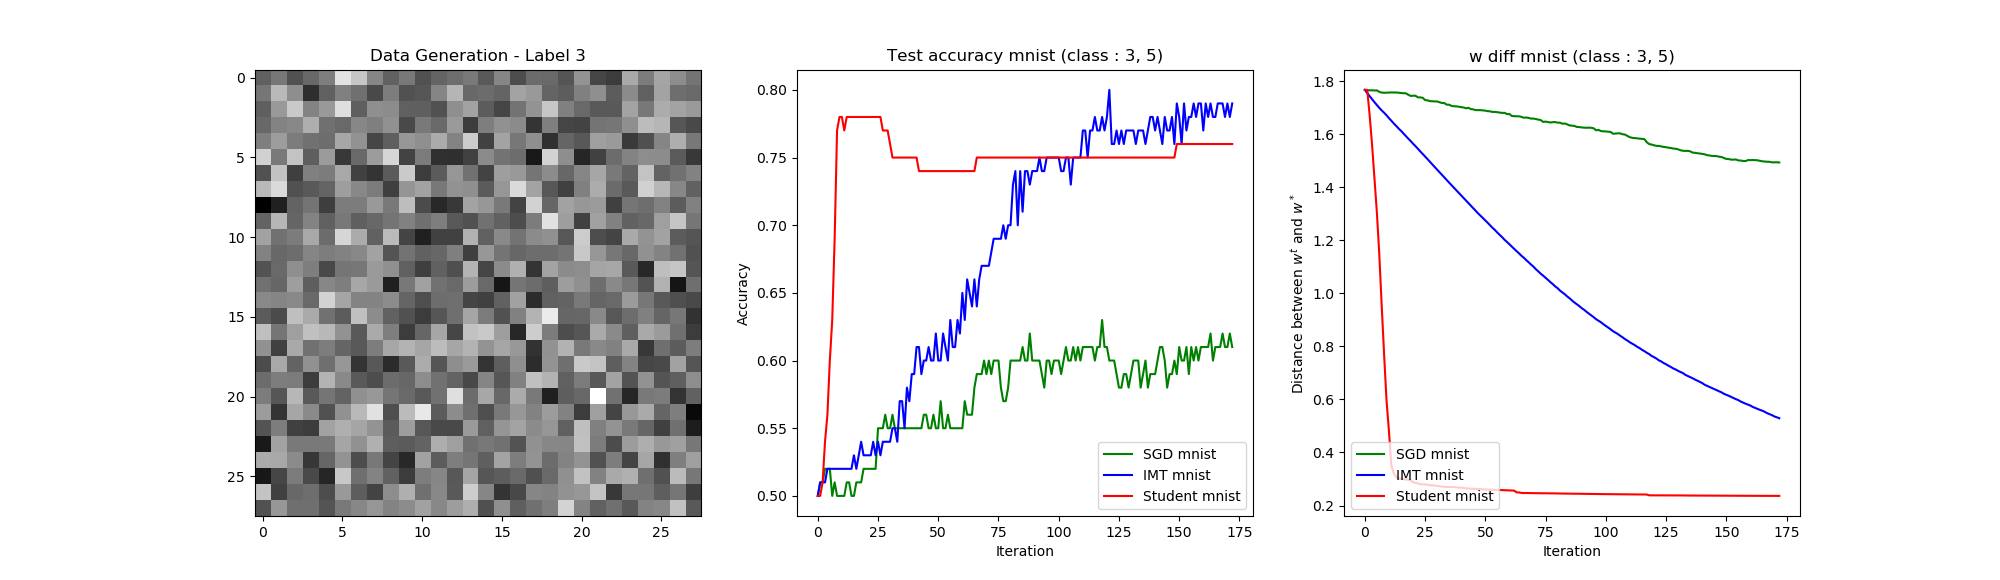 Data Generation - Label 3
0
5
10
15
20
25
0 5 10 15 20 25
Test accuracy mnist (class : 3, 5)
Accuracy
0.80
0.75
0.70
0.65
0.60
0.55
0.50
SGD mnist
IMT mnist
Student mnist
0 25 50 75 100 125 150 175
Iteration
w diff mnist (class : 3, 5)
Distance between w^t and w^*
1.8
1.6
1.4
1.2
1.0
0.8
0.6
0.4
0.2
SGD mnist
IMT mnist
Student mnist
0 25 50 75 100 125 150 175
Iteration